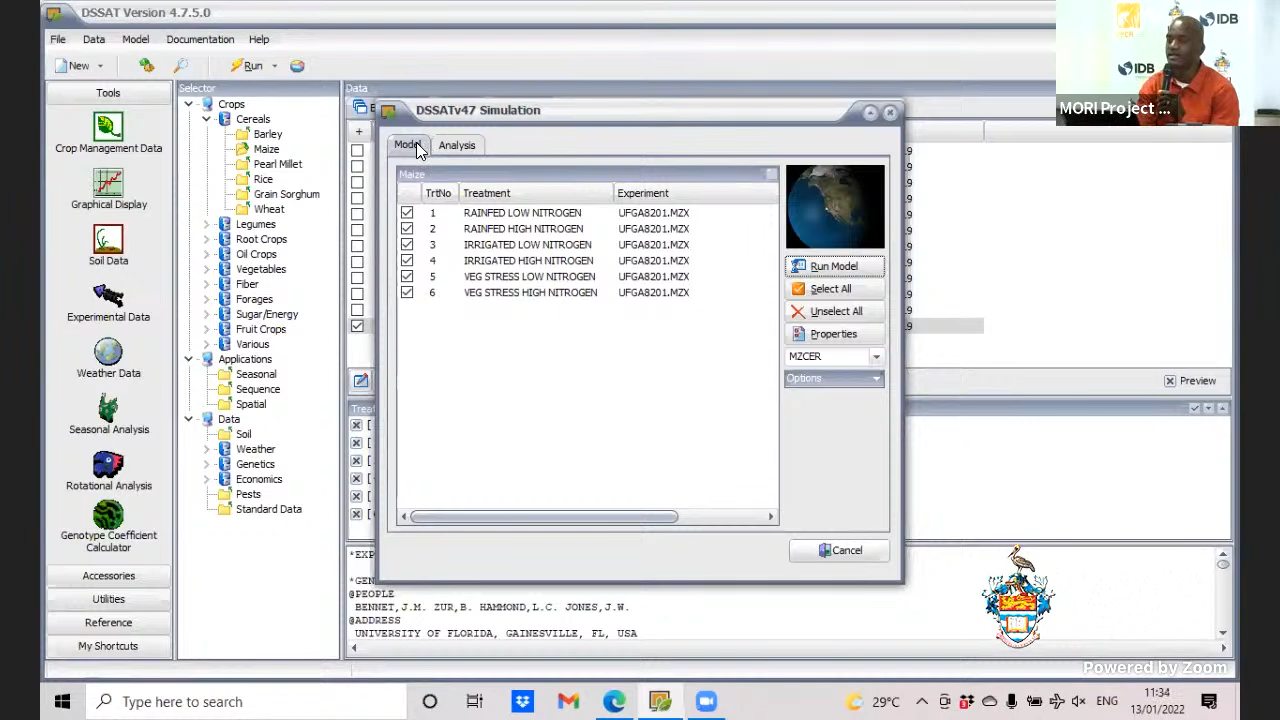 DSSAT Version 4.7.5.0
File Data Model Documentation Help
New Run
Tools
Crop Management Data
Graphical Display
Soil Data
Experimental Data
Weather Data
Seasonal Analysis
Rotational Analysis
Genotype Coefficient
Calculator
Accessories
Utilities
Reference
My Shortcuts
Selector
Crops
Cereals
Barley
Maize
Pearl Millet
Rice
Grain Sorghum
Wheat
Legumes
Root Crops
Oil Crops
Vegetables
Fiber
Forages
Sugar/Energy
Fruit Crops
Various
Applications
Seasonal
Sequence
Spatial
Data
Soil
Weather
Genetics
Economics
Pests
Standard Data
Data
DSSATv47 Simulation
Model Analysis
Maize
TrtNo Treatment Experiment
1 RAINFED LOW NITROGEN UFGA8201.MZX
2 RAINFED HIGH NITROGEN UFGA8201.MZX
3 IRRIGATED LOW NITROGEN UFGA8201.MZX
4 IRRIGATED HIGH NITROGEN UFGA8201.MZX
5 VEG STRESS LOW NITROGEN UFGA8201.MZX
6 VEG STRESS HIGH NITROGEN UFGA8201.MZX
Run Model
Select All
Unselect All
Properties
MZCER
Options
Cancel
Preview
*EXP
*GEN
@PEOPLE
BENNET,J.M. ZUR,B. HAMMOND,L.C. JONES,J.W.
@ADDRESS
UNIVERSITY OF FLORIDA, GAINESVILLE, FL, USA
IDB
IDB
MORI Project ...
Powered by Zoom
Type here to search
29°C
ENG
11:34
13/01/2022